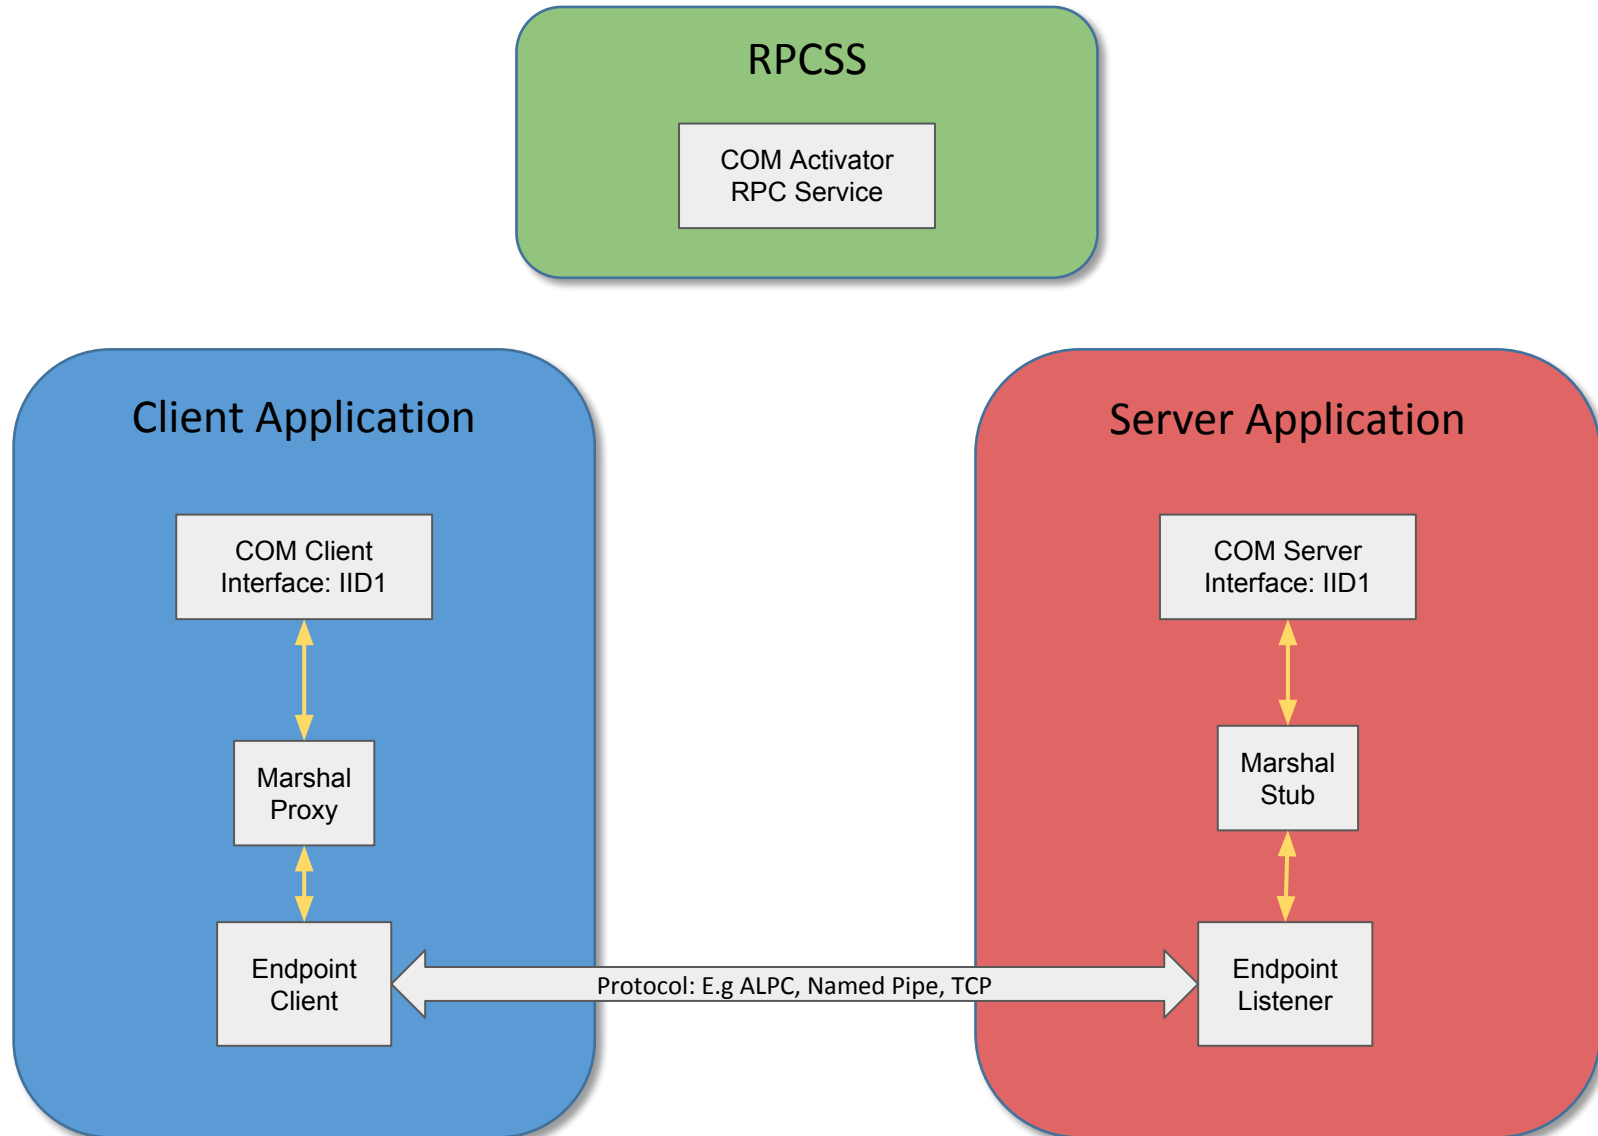 RPCSS
COM Activator
RPC Service
Client Application
COM Client
Interface: IID1
Marshal
Proxy
Endpoint
Client
Protocol: E.g ALPC, Named Pipe, TCP
Server Application
COM Server
Interface: IID1
Marshal
Stub
Endpoint
Listener